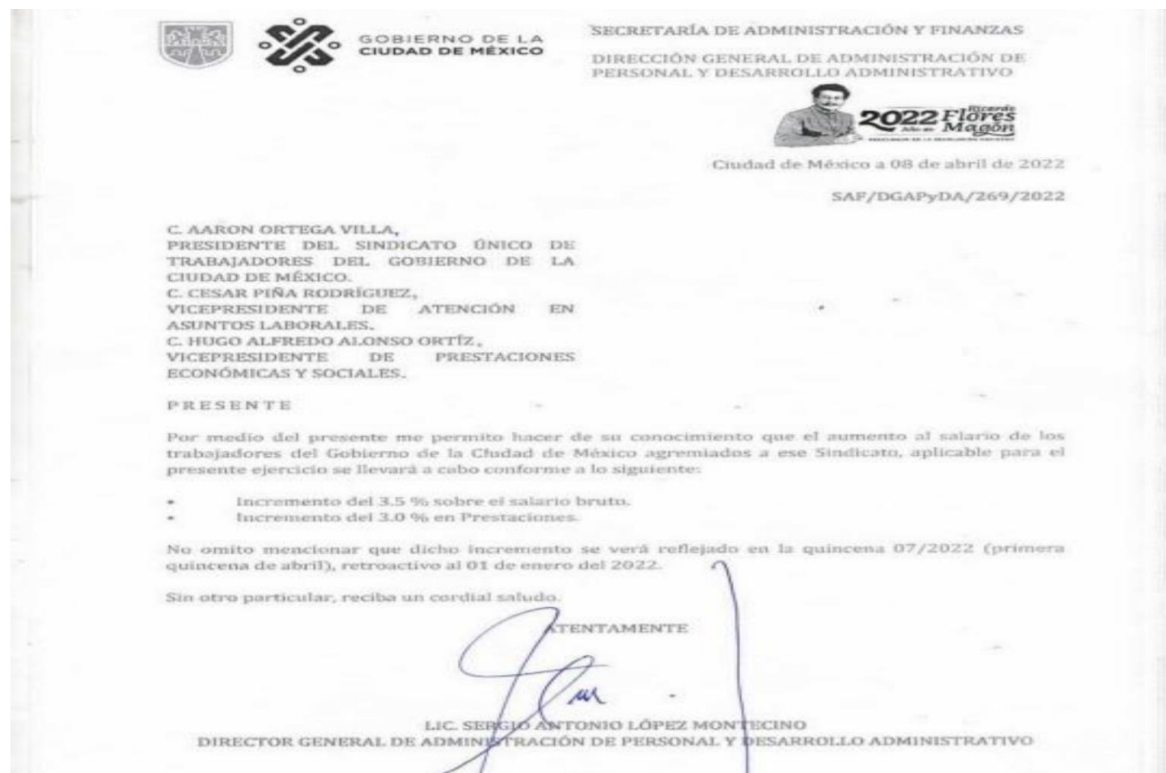 GOBIERNO DE LA
CIUDAD DE MÉXICO
SECRETARÍA DE ADMINISTRACIÓN Y FINANZAS
DIRECCIÓN GENERAL DE ADMINISTRACIÓN DE
PERSONAL Y DESARROLLO ADMINISTRATIVO
2022 Ricardo
Flores
Año de Magón
PRECURSOR DE LA REVOLUCIÓN MEXICANA
Ciudad de México a 08 de abril de 2022
SAF/DGAPyDA/269/2022
C. AARON ORTEGA VILLA,
PRESIDENTE DEL SINDICATO ÚNICO DE
TRABAJADORES DEL GOBIERNO DE LA
CIUDAD DE MÉXICO.
C. CESAR PIÑA RODRÍGUEZ,
VICEPRESIDENTE DE ATENCIÓN EN
ASUNTOS LABORALES.
C. HUGO ALFREDO ALONSO ORTÍZ,
VICEPRESIDENTE DE PRESTACIONES
ECONÓMICAS Y SOCIALES.
PRESENTE
Por medio del presente me permito hacer de su conocimiento que el aumento al salario de los
trabajadores del Gobierno de la Ciudad de México agremiados a ese Sindicato, aplicable para el
presente ejercicio se llevará a cabo conforme a lo siguiente:
• Incremento del 3.5 % sobre el salario bruto.
• Incremento del 3.0 % en Prestaciones.
No omito mencionar que dicho incremento se verá reflejado en la quincena 07/2022 (primera
quincena de abril), retroactivo al 01 de enero del 2022.
Sin otro particular, reciba un cordial saludo.
ATENTAMENTE
LIC. SERGIO ANTONIO LÓPEZ MONTECINO
DIRECTOR GENERAL DE ADMINISTRACIÓN DE PERSONAL Y DESARROLLO ADMINISTRATIVO